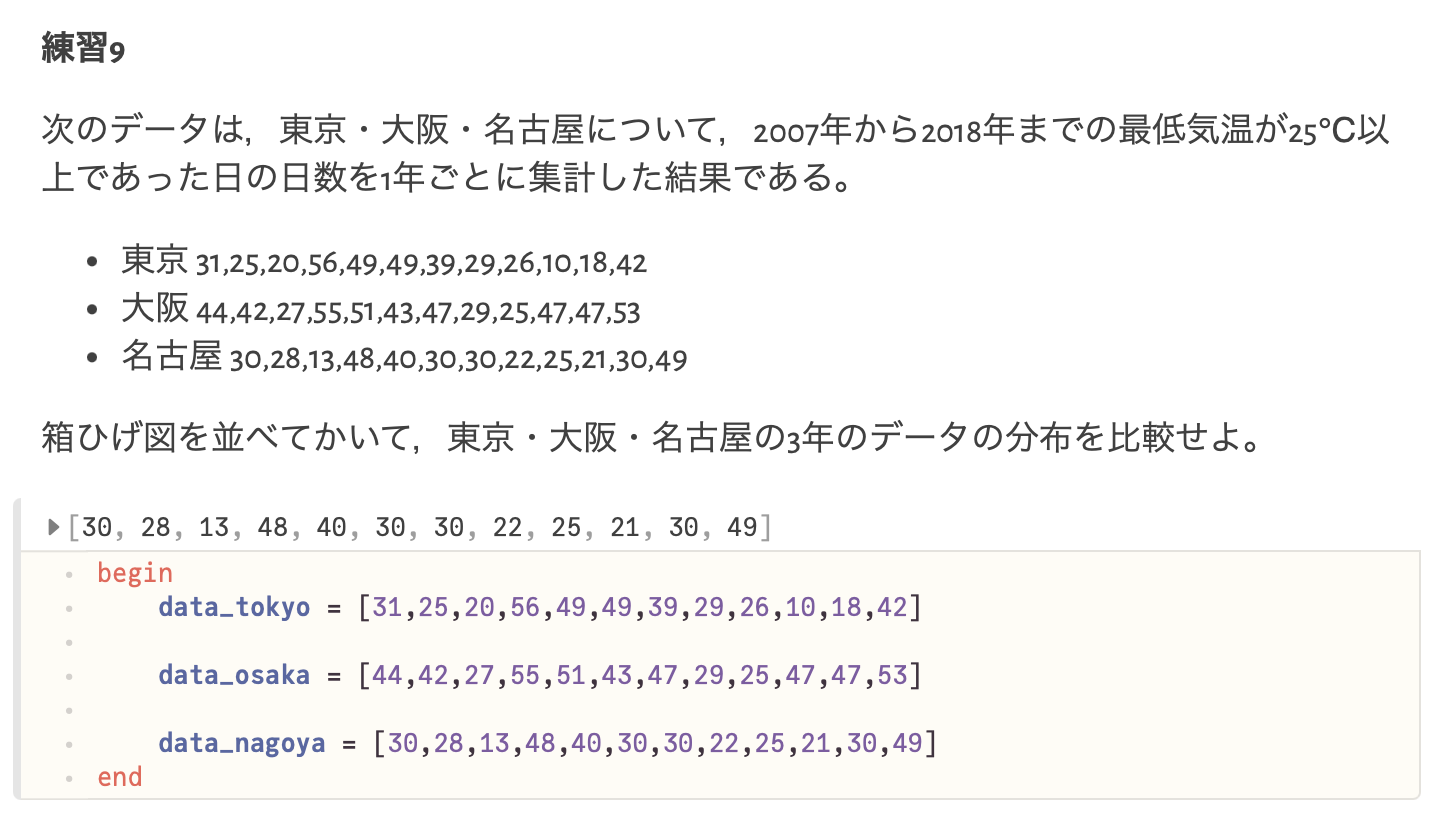 練習9
次のデータは，東京・大阪・名古屋について，2007年から2018年までの最低気温が25℃以
上であった日の日数を1年ごとに集計した結果である。
• 東京 31,25,20,56,49,49,39,29,26,10,18,42
• 大阪 44,42,27,55,51,43,47,29,25,47,47,53
• 名古屋 30,28,13,48,40,30,30,22,25,21,30,49
箱ひげ図を並べてかいて，東京・大阪・名古屋の3年のデータの分布を比較せよ。
[30, 28, 13, 48, 40, 30, 30, 22, 25, 21, 30, 49]
begin
data_tokyo = [31,25,20,56,49,49,39,29,26,10,18,42]
data_osaka = [44,42,27,55,51,43,47,29,25,47,47,53]
data_nagoya = [30,28,13,48,40,30,30,22,25,21,30,49]
end